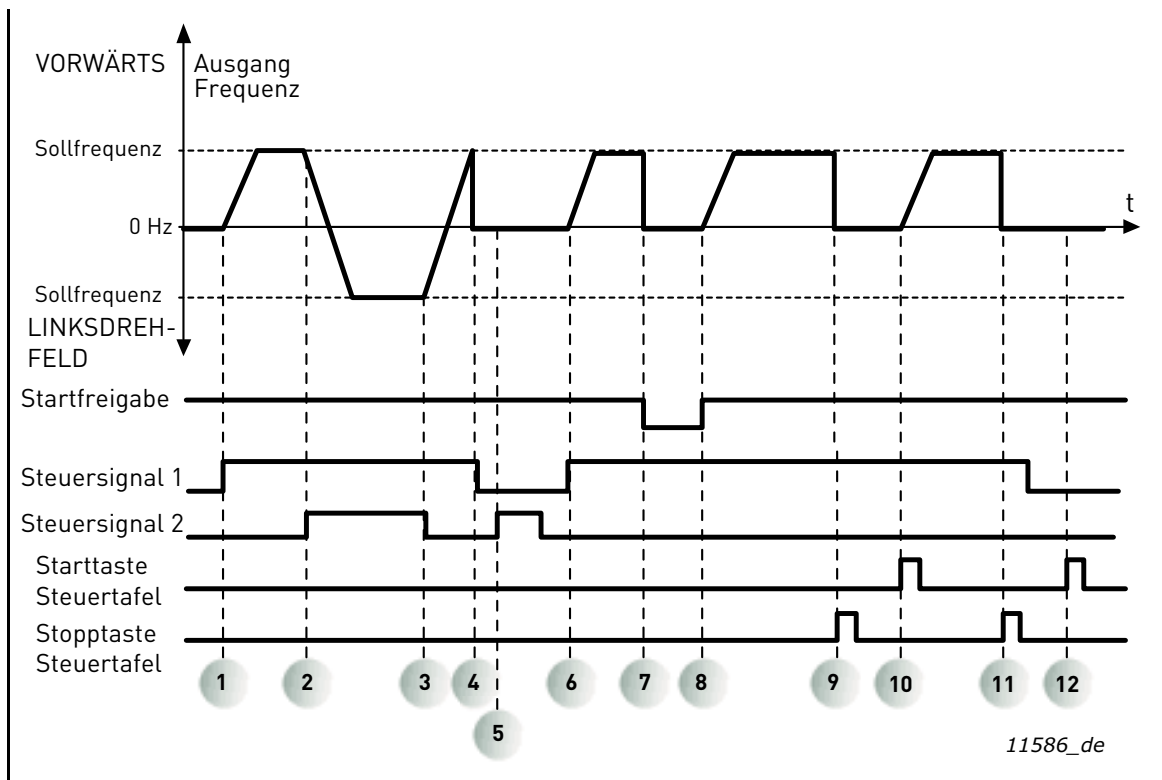 VORWÄRTS
Ausgang
Frequenz
Sollfrequenz
t
0 Hz
Sollfrequenz
LINKSDREH-
FELD
Startfreigabe
Steuersignal 1
Steuersignal 2
Starttaste
Steuertafel
Stopptaste
Steuertafel
1 2 3 4 6 7 8 9 10 11 12
5
11586_de